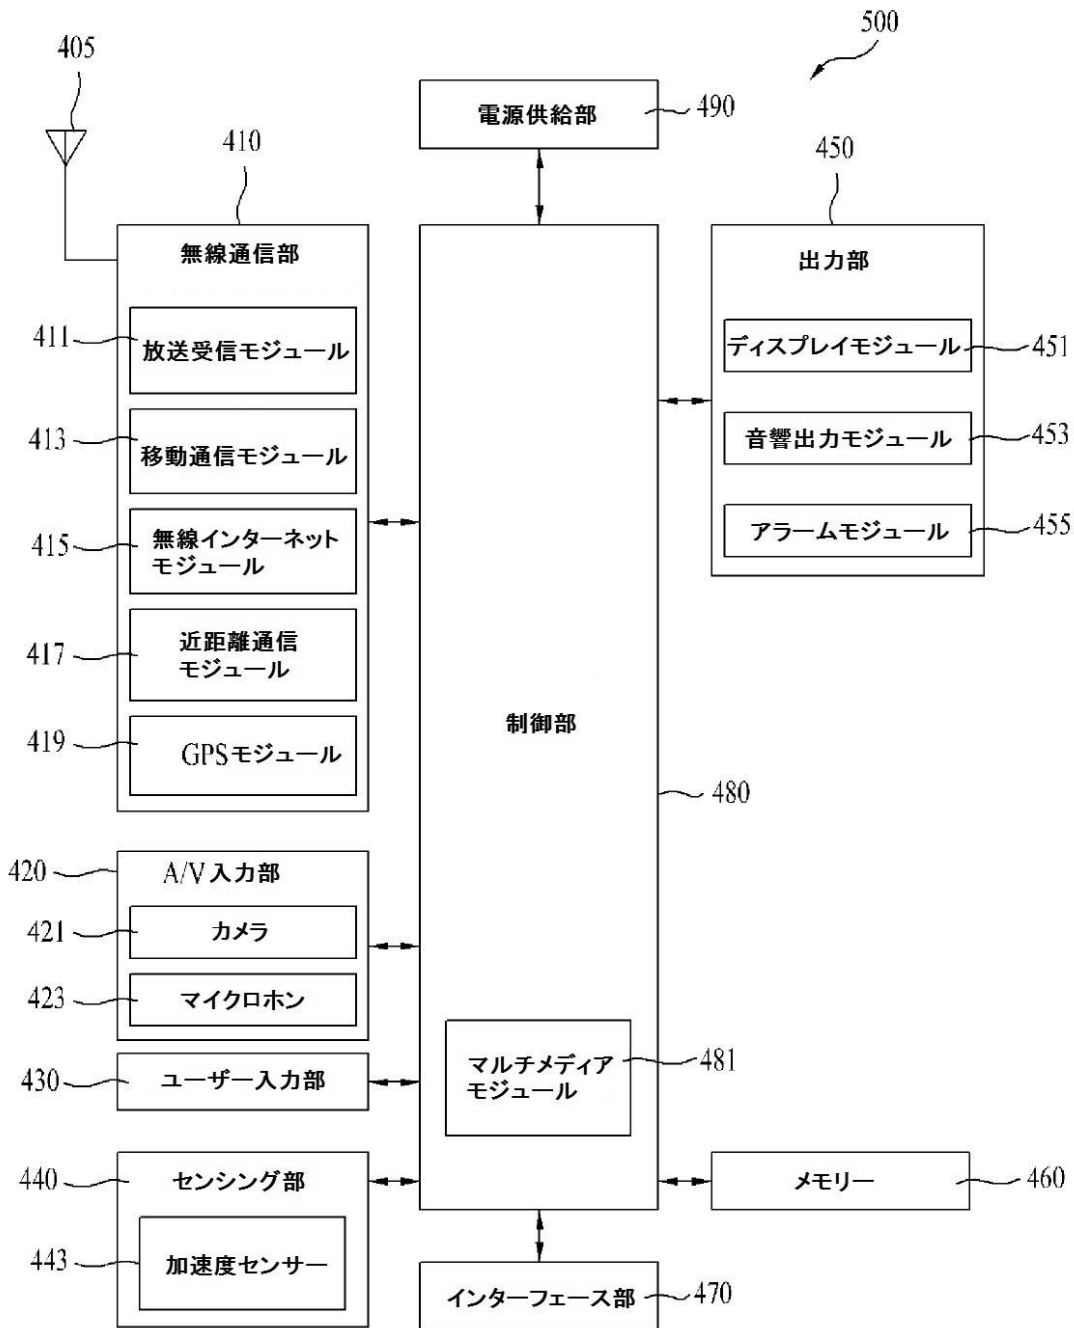 500
405
電源供給部
490
410
450
無線通信部
出力部
411
放送受信モジュール
ディスプレイモジュール
451
413
移動通信モジュール
音響出力モジュール
453
415
無線インターネット
モジュール
アラームモジュール
455
417
近距離通信
モジュール
419
GPSモジュール
制御部
480
420
A/V入力部
421
カメラ
423
マイクロホン
マルチメディア
モジュール
481
430
ユーザー入力部
440
センシング部
メモリー
460
443
加速度センサー
インターフェース部
470